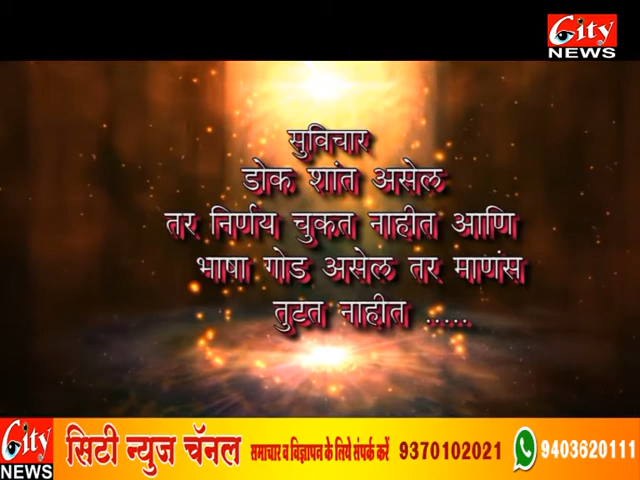 City
NEWS
सुविचार
डोक शांत असेल
तर निर्णय चुकत नाहीत आणि
भाषा गोड असेल तर माणंस
तुटत नाहीत .....
City
NEWS
सिटी न्युज चॅनल समाचार व विज्ञापन के लिये संपर्क करें 9370102021 9403620111